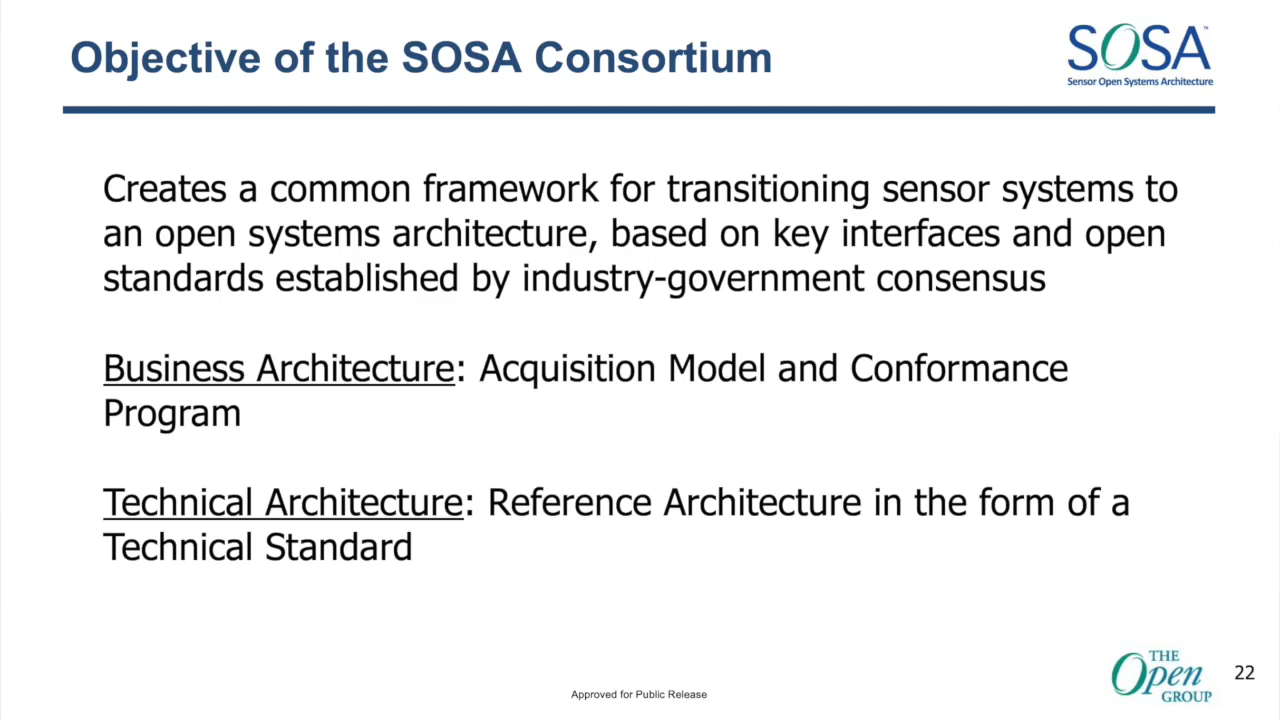 Objective of the SOSA Consortium
SOSA™
Sensor Open Systems Architecture
Creates a common framework for transitioning sensor systems to
an open systems architecture, based on key interfaces and open
standards established by industry-government consensus
Business Architecture: Acquisition Model and Conformance
Program
Technical Architecture: Reference Architecture in the form of a
Technical Standard
Approved for Public Release
THE
Open
GROUP
22